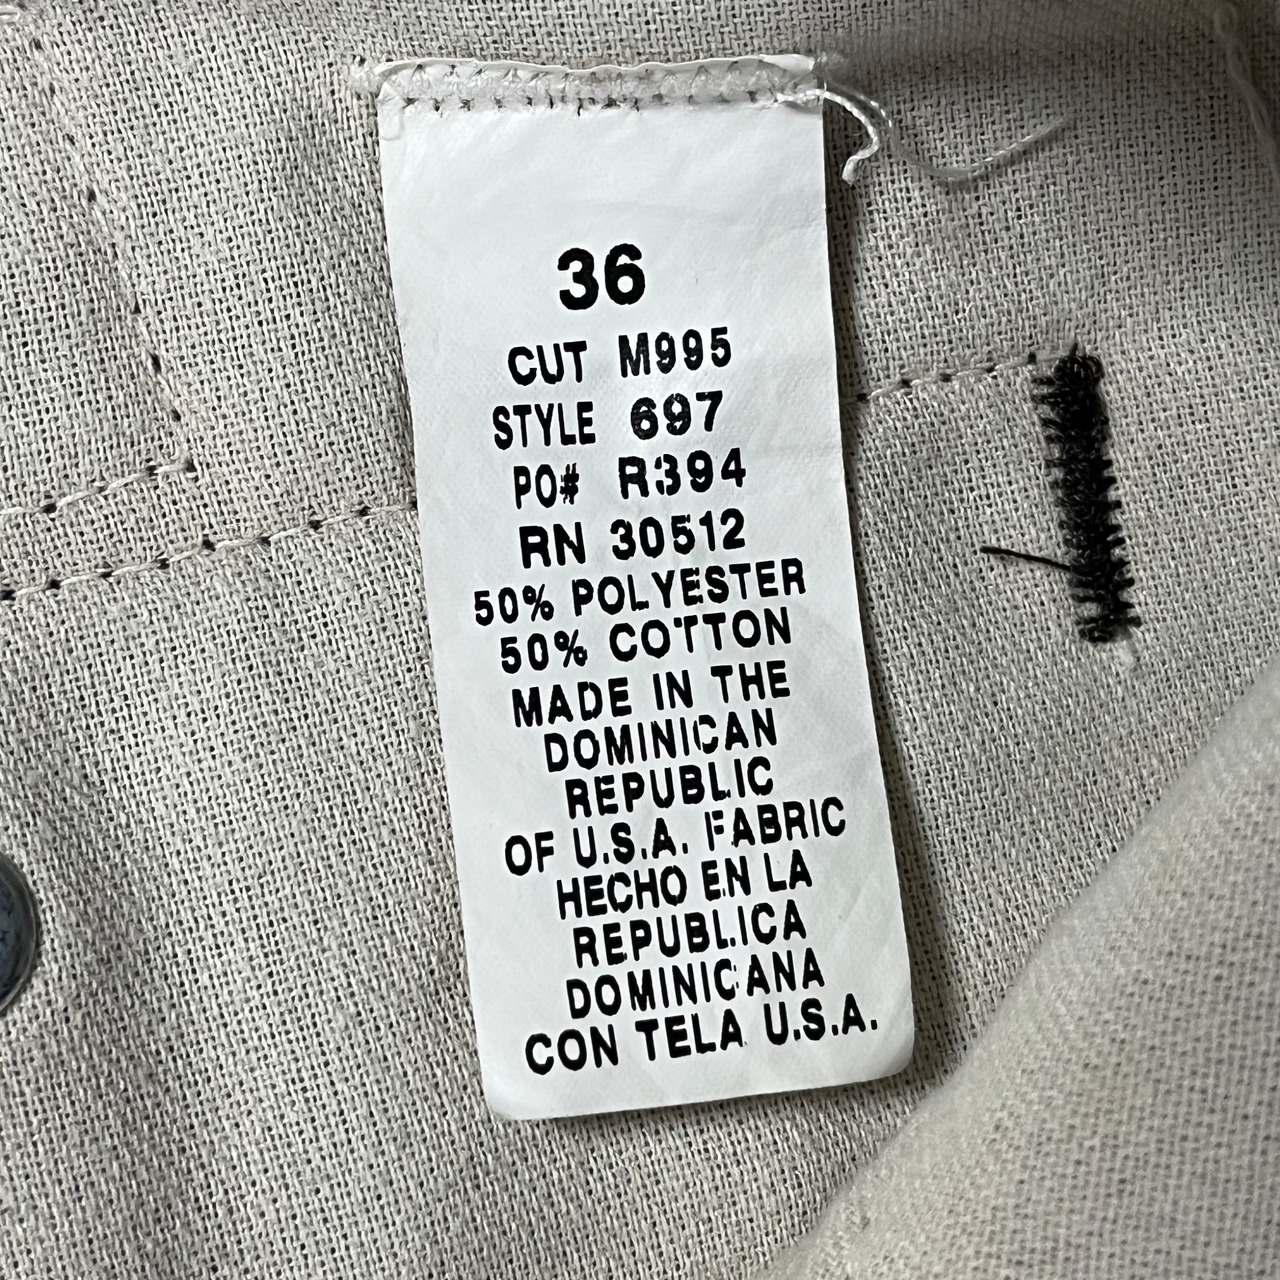 36
CUT M995
STYLE 697
PO# R394
RN 30512
50% POLYESTER
50% COTTON
MADE IN THE
DOMINICAN
REPUBLIC
OF U.S.A. FABRIC
HECHO EN LA
REPUBLICA
DOMINICANA
CON TELA U.S.A.